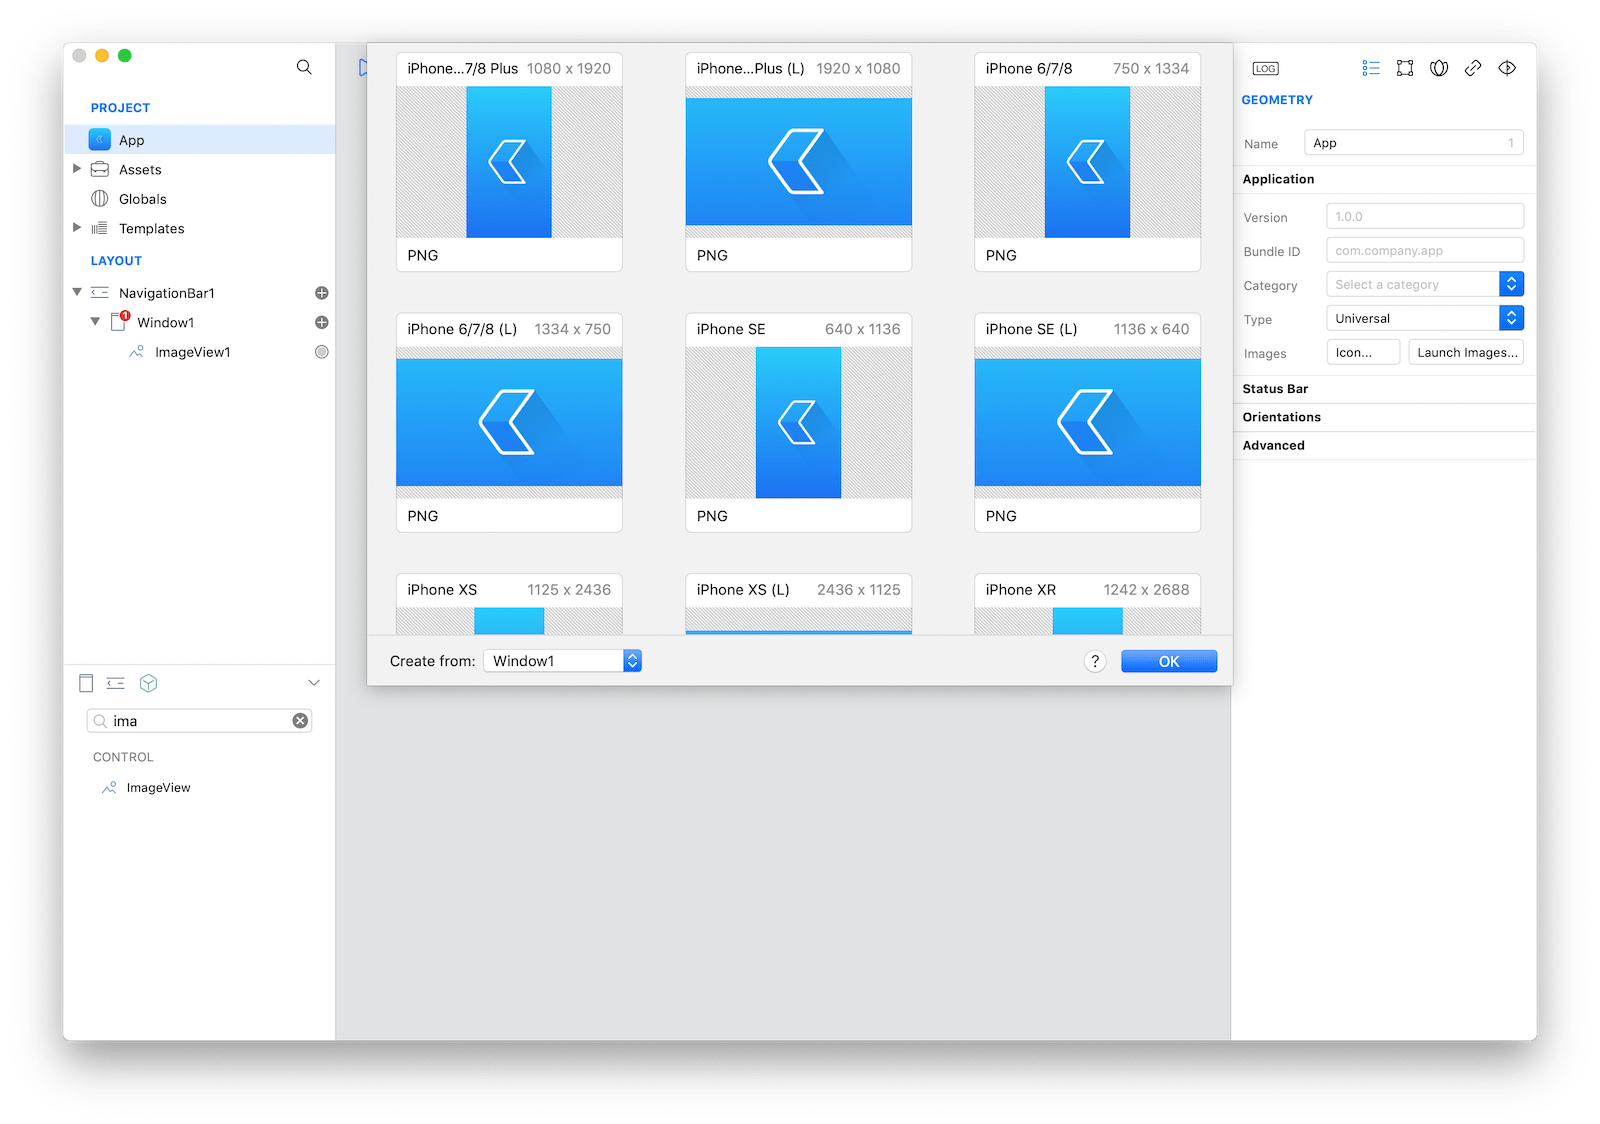 PROJECT
App
Assets
Globals
Templates
LAYOUT
NavigationBar1
1
Window1
ImageView1
ima
CONTROL
ImageView
iPhone...7/8 Plus 1080 x 1920
PNG
iPhone...Plus (L) 1920 x 1080
PNG
iPhone 6/7/8 750 x 1334
PNG
iPhone 6/7/8 (L) 1334 x 750
PNG
iPhone SE 640 x 1136
PNG
iPhone SE (L) 1136 x 640
PNG
iPhone XS 1125 x 2436
iPhone XS (L) 2436 x 1125
iPhone XR 1242 x 2688
Create from: Window1
?
OK
LOG
GEOMETRY
Name App 1
Application
Version 1.0.0
Bundle ID com.company.app
Category Select a category
Type Universal
Images Icon... Launch Images...
Status Bar
Orientations
Advanced